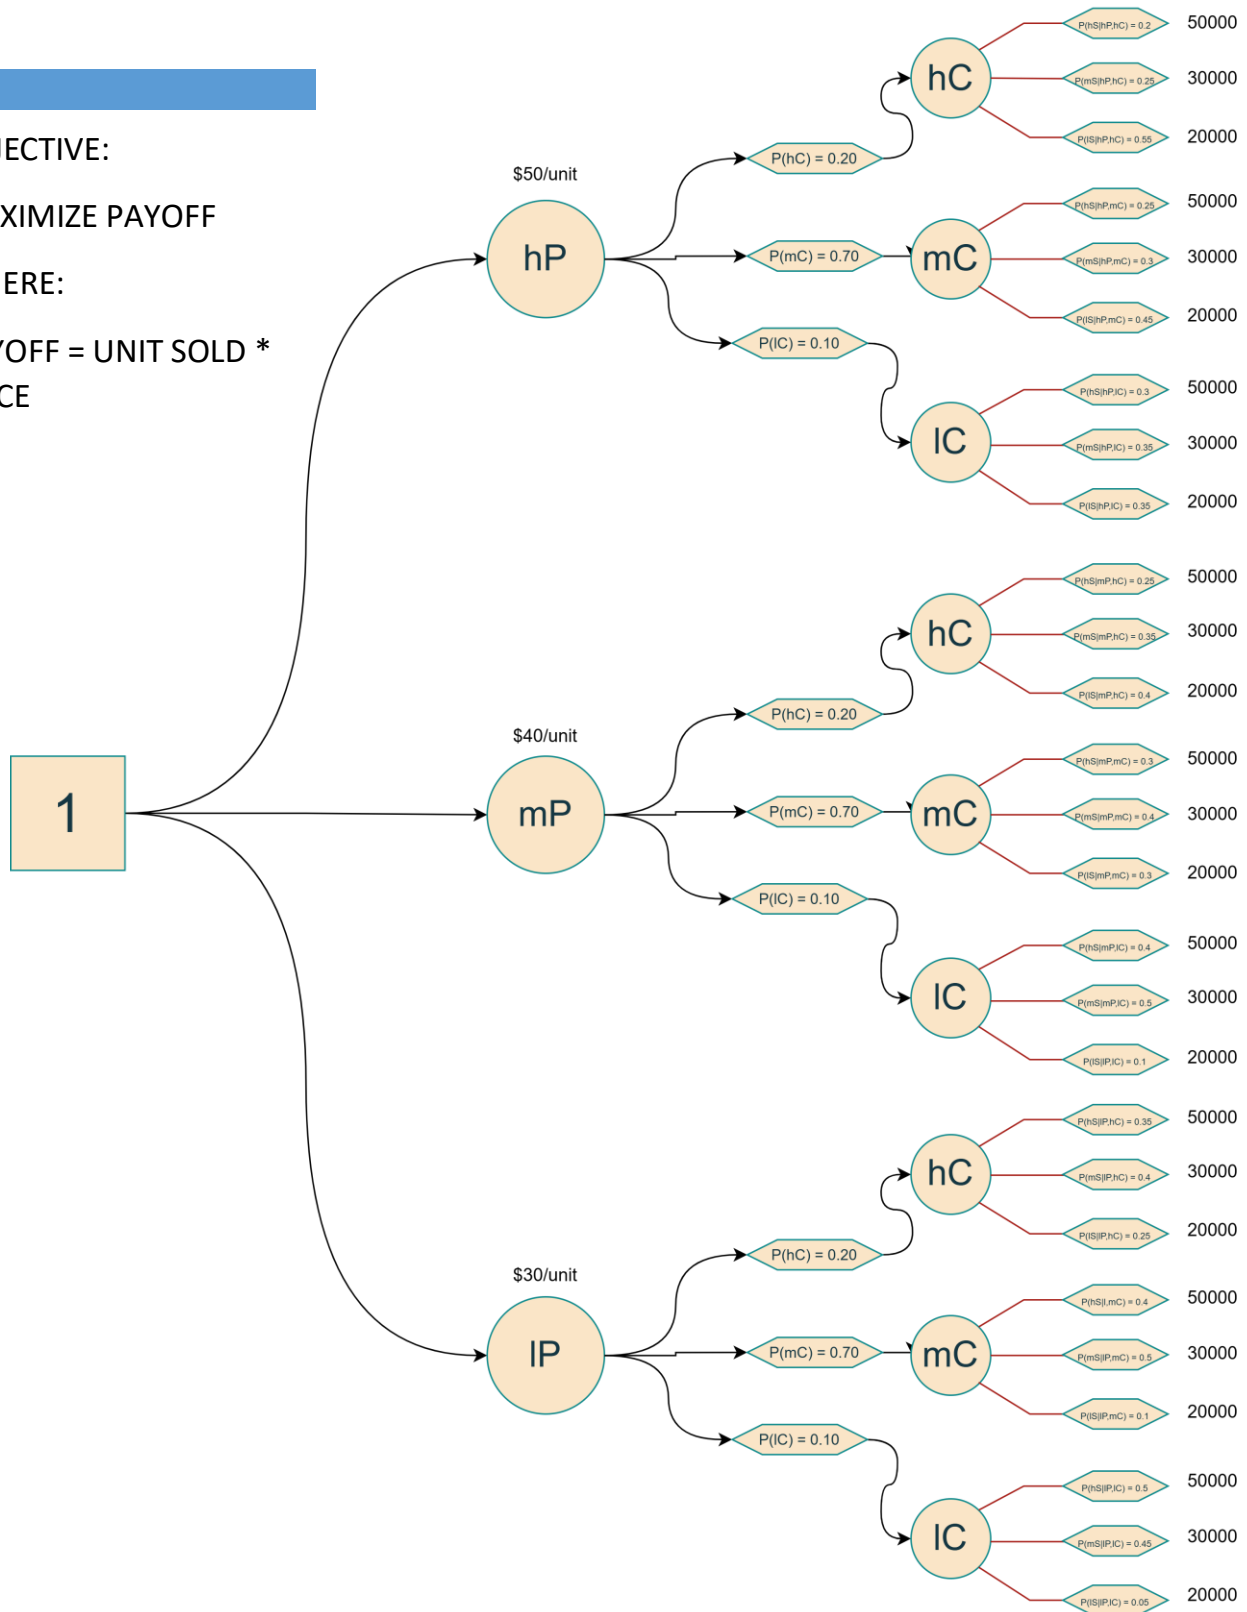 JECTIVE:
XIMIZE PAYOFF
ERE:
YOFF = UNIT SOLD *
CE
1
$50/unit
hP
P(hC) = 0.20
hC
P(hS|hP,hC) = 0.2 50000
P(mS|hP,hC) = 0.25 30000
P(lS|hP,hC) = 0.55 20000
P(mC) = 0.70
mC
P(hS|hP,mC) = 0.25 50000
P(mS|hP,mC) = 0.3 30000
P(lS|hP,mC) = 0.45 20000
P(lC) = 0.10
lC
P(hS|hP,lC) = 0.3 50000
P(mS|hP,lC) = 0.35 30000
P(lS|hP,lC) = 0.35 20000
$40/unit
mP
P(hC) = 0.20
hC
P(hS|mP,hC) = 0.25 50000
P(mS|mP,hC) = 0.35 30000
P(lS|mP,hC) = 0.4 20000
P(mC) = 0.70
mC
P(hS|mP,mC) = 0.3 50000
P(mS|mP,mC) = 0.4 30000
P(lS|mP,mC) = 0.3 20000
P(lC) = 0.10
lC
P(hS|mP,lC) = 0.4 50000
P(mS|mP,lC) = 0.5 30000
P(lS|lP,lC) = 0.1 20000
$30/unit
lP
P(hC) = 0.20
hC
P(hS|lP,hC) = 0.35 50000
P(mS|lP,hC) = 0.4 30000
P(lS|lP,hC) = 0.25 20000
P(mC) = 0.70
mC
P(hS|l,mC) = 0.4 50000
P(mS|lP,mC) = 0.5 30000
P(lS|lP,mC) = 0.1 20000
P(lC) = 0.10
lC
P(hS|lP,lC) = 0.5 50000
P(mS|lP,lC) = 0.45 30000
P(lS|lP,lC) = 0.05 20000